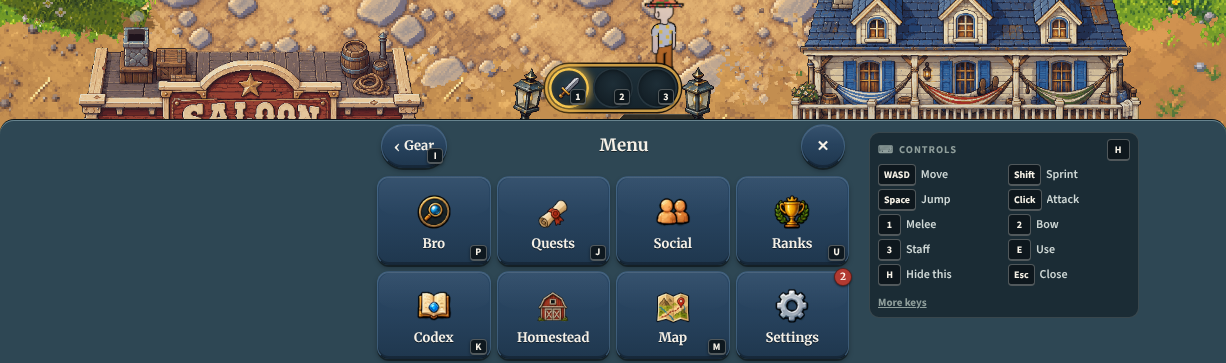 SALOON
1 2 3
‹ Gear I
Menu
×
Bro P
Quests J
Social
Ranks U
Codex K
Homestead
Map M
2
Settings
CONTROLS H
WASD Move
Shift Sprint
Space Jump
Click Attack
1 Melee
2 Bow
3 Staff
E Use
H Hide this
Esc Close
More keys